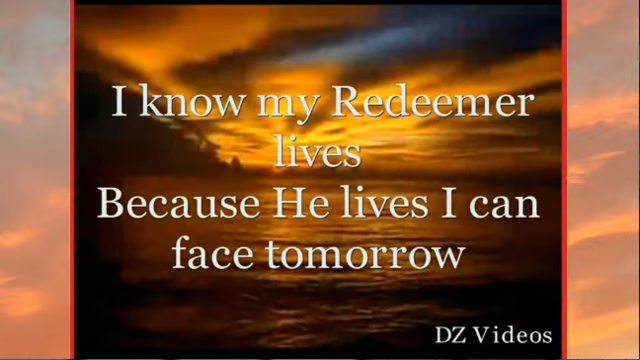 I know my Redeemer
lives
Because He lives I can
face tomorrow
DZ Videos